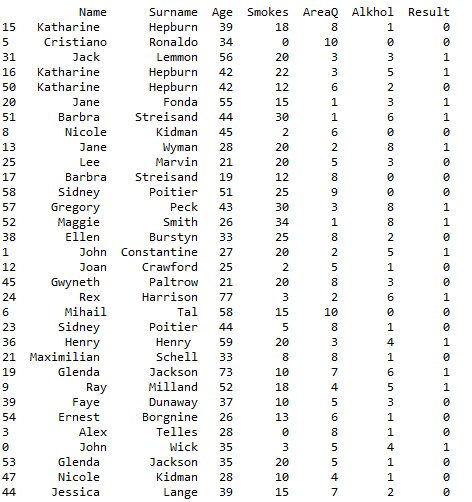 Name Surname Age Smokes AreaQ Alkhol Result
15 Katharine Hepburn 39 18 8 1 0
5 Cristiano Ronaldo 34 0 10 0 0
31 Jack Lemmon 56 20 3 3 1
16 Katharine Hepburn 42 22 3 5 1
50 Katharine Hepburn 42 12 6 2 0
20 Jane Fonda 55 15 1 3 1
51 Barbra Streisand 44 30 1 6 1
8 Nicole Kidman 45 2 6 0 0
13 Jane Wyman 28 20 2 8 1
25 Lee Marvin 21 20 5 3 0
17 Barbra Streisand 19 12 8 0 0
58 Sidney Poitier 51 25 9 0 0
57 Gregory Peck 43 30 3 8 1
52 Maggie Smith 26 34 1 8 1
38 Ellen Burstyn 33 25 8 2 0
1 John Constantine 27 20 2 5 1
12 Joan Crawford 25 2 5 1 0
45 Gwyneth Paltrow 21 20 8 3 0
24 Rex Harrison 77 3 2 6 1
6 Mihail Tal 58 15 10 0 0
23 Sidney Poitier 44 5 8 1 0
36 Henry Henry 59 20 3 4 1
21 Maximilian Schell 33 8 8 1 0
19 Glenda Jackson 73 10 7 6 1
9 Ray Milland 52 18 4 5 1
39 Faye Dunaway 37 10 5 3 0
54 Ernest Borgnine 26 13 6 1 0
3 Alex Telles 28 0 8 1 0
0 John Wick 35 3 5 4 1
53 Glenda Jackson 35 20 5 1 0
47 Nicole Kidman 28 10 4 1 0
44 Jessica Lange 39 15 7 2 0